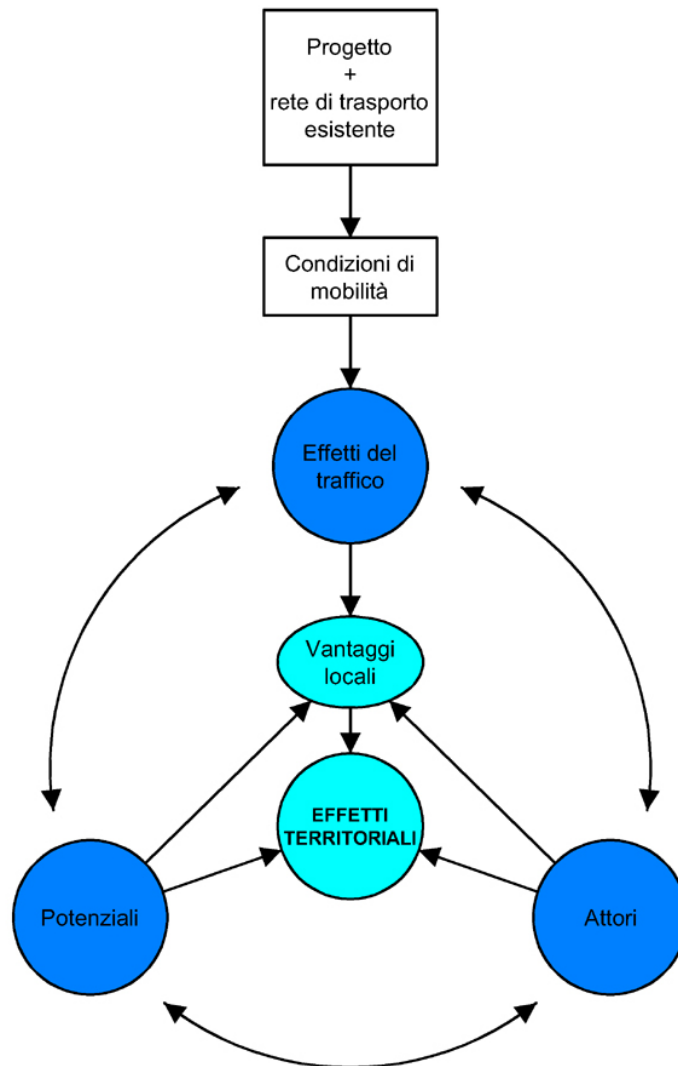 Progetto
+
rete di trasporto
esistente
Condizioni di
mobilità
Effetti del
traffico
Vantaggi
locali
EFFETTI
TERRITORIALI
Potenziali
Attori